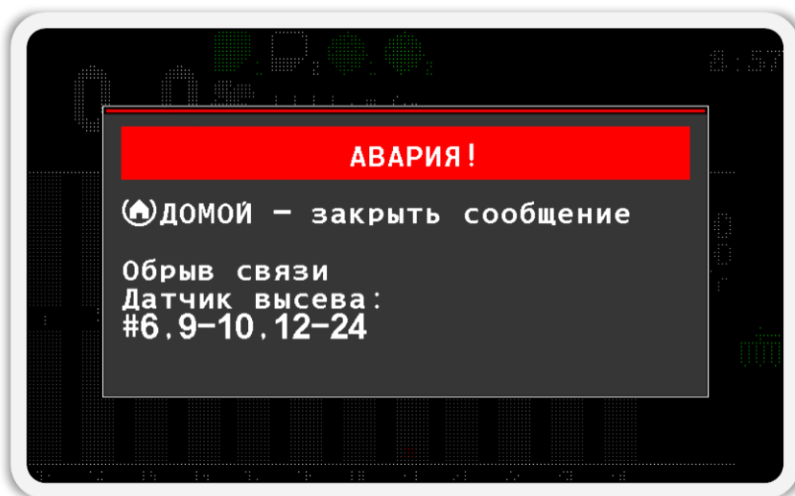 АВАРИЯ!
ДОМОЙ – закрыть сообщение
Обрыв связи
Датчик высева:
#6,9–10,12–24